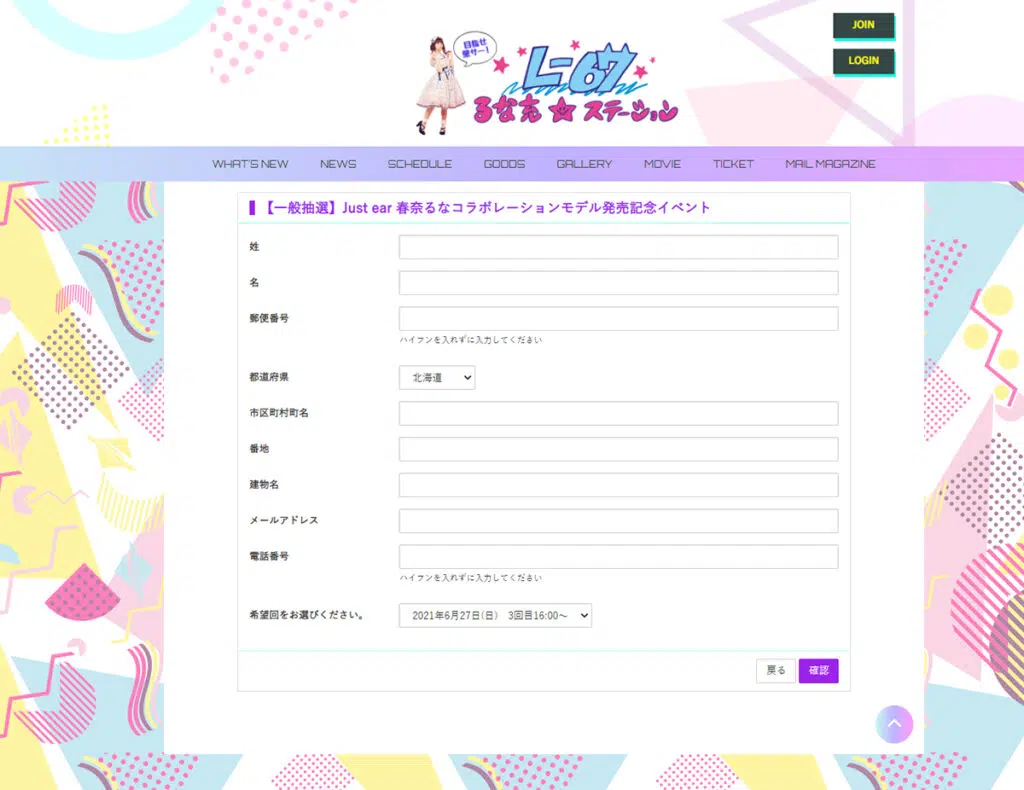 JOIN
LOGIN
目指せ
L-67
るな充☆ステーション
WHAT'S NEW NEWS SCHEDULE GOODS GALLERY MOVIE TICKET MAIL MAGAZINE
【一般抽選】Just ear 春奈るなコラボレーションモデル発売記念イベント
姓
名
郵便番号
ハイフンを入れずに入力してください
都道府県 北海道
市区町村町名
番地
建物名
メールアドレス
電話番号
ハイフンを入れずに入力してください
希望回をお選びください。 2021年6月27日(日) 3回目16:00～
戻る 確認